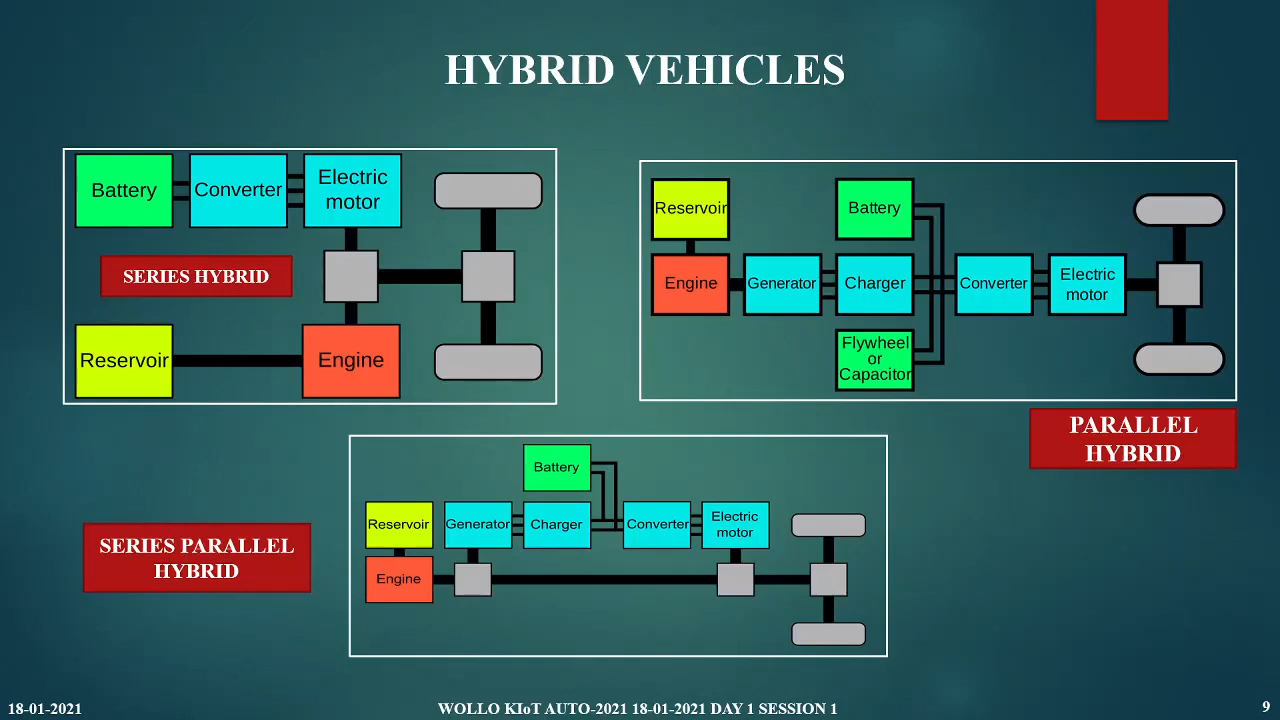 HYBRID VEHICLES
Battery
Converter
Electric
motor
SERIES HYBRID
Reservoir
Engine
Reservoir
Battery
Engine
Generator
Charger
Converter
Electric
motor
Flywheel
or
Capacitor
PARALLEL
HYBRID
Battery
Reservoir
Generator
Charger
Converter
Electric
motor
Engine
SERIES PARALLEL
HYBRID
18-01-2021
WOLLO KIoT AUTO-2021 18-01-2021 DAY 1 SESSION 1
9